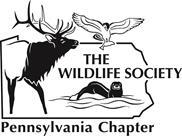 THE
WILDLIFE SOCIETY
Pennsylvania Chapter